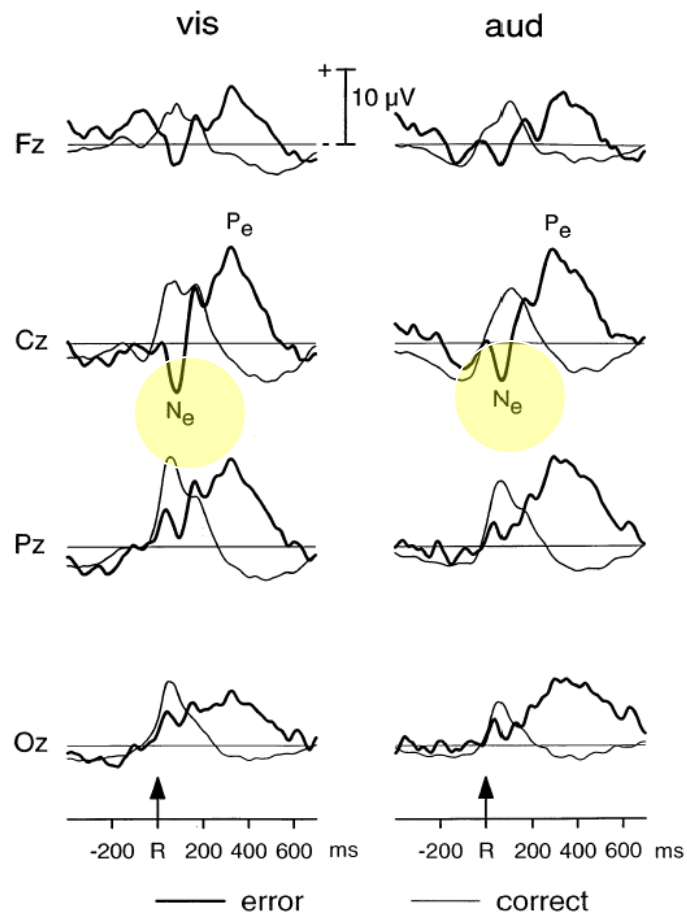 vis aud
+
10 µV
-
Fz
Pe Pe
Cz
Ne Ne
Pz
Oz
-200 R 200 400 600 ms -200 R 200 400 600 ms
error correct